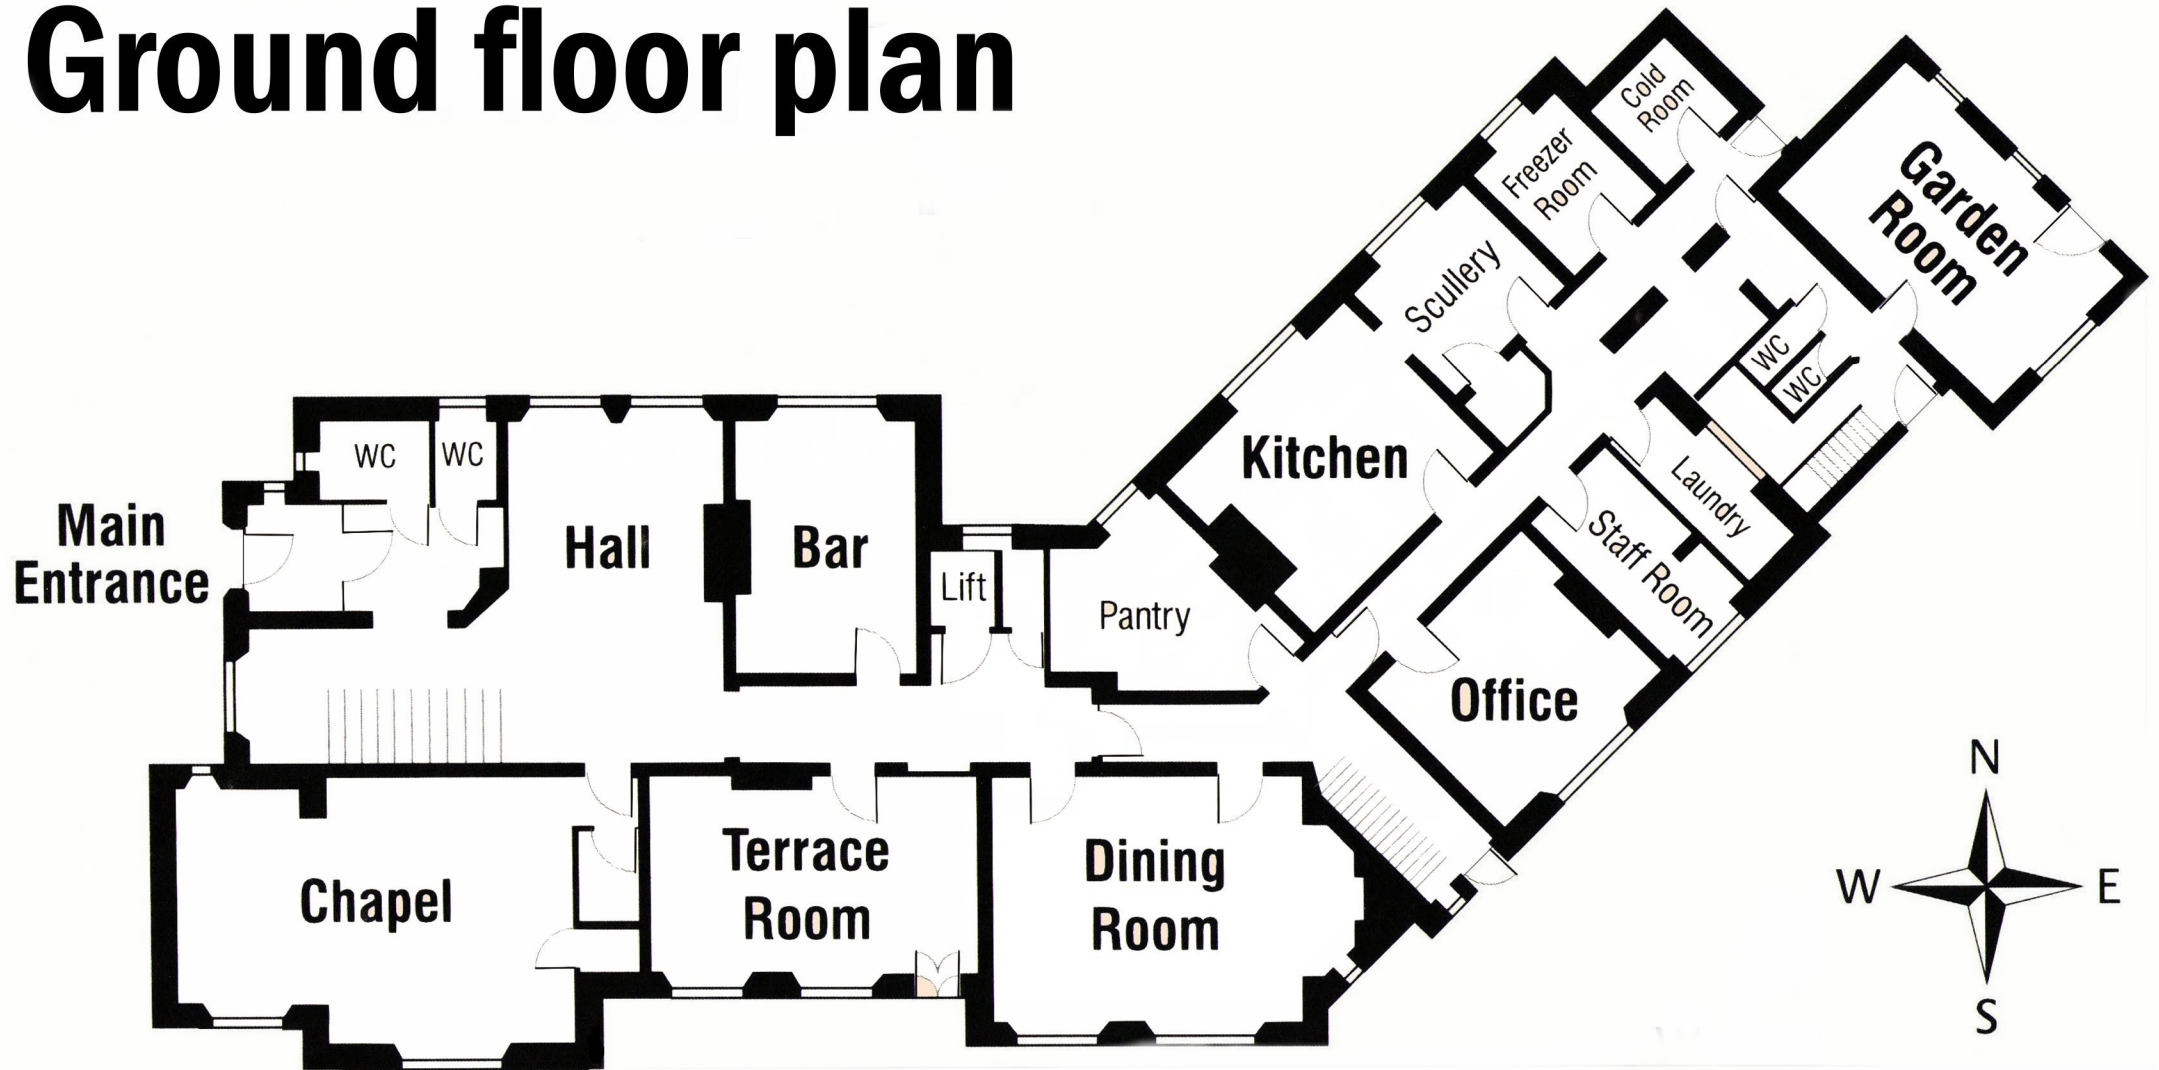 Ground floor plan
Cold
Room
Freezer
Room
Garden
Room
Scullery
WC
WC
WC
WC
Kitchen
Laundry
Main
Entrance
Hall
Bar
Lift
Pantry
Staff Room
Office
Chapel
Terrace
Room
Dining
Room
N
W
E
S